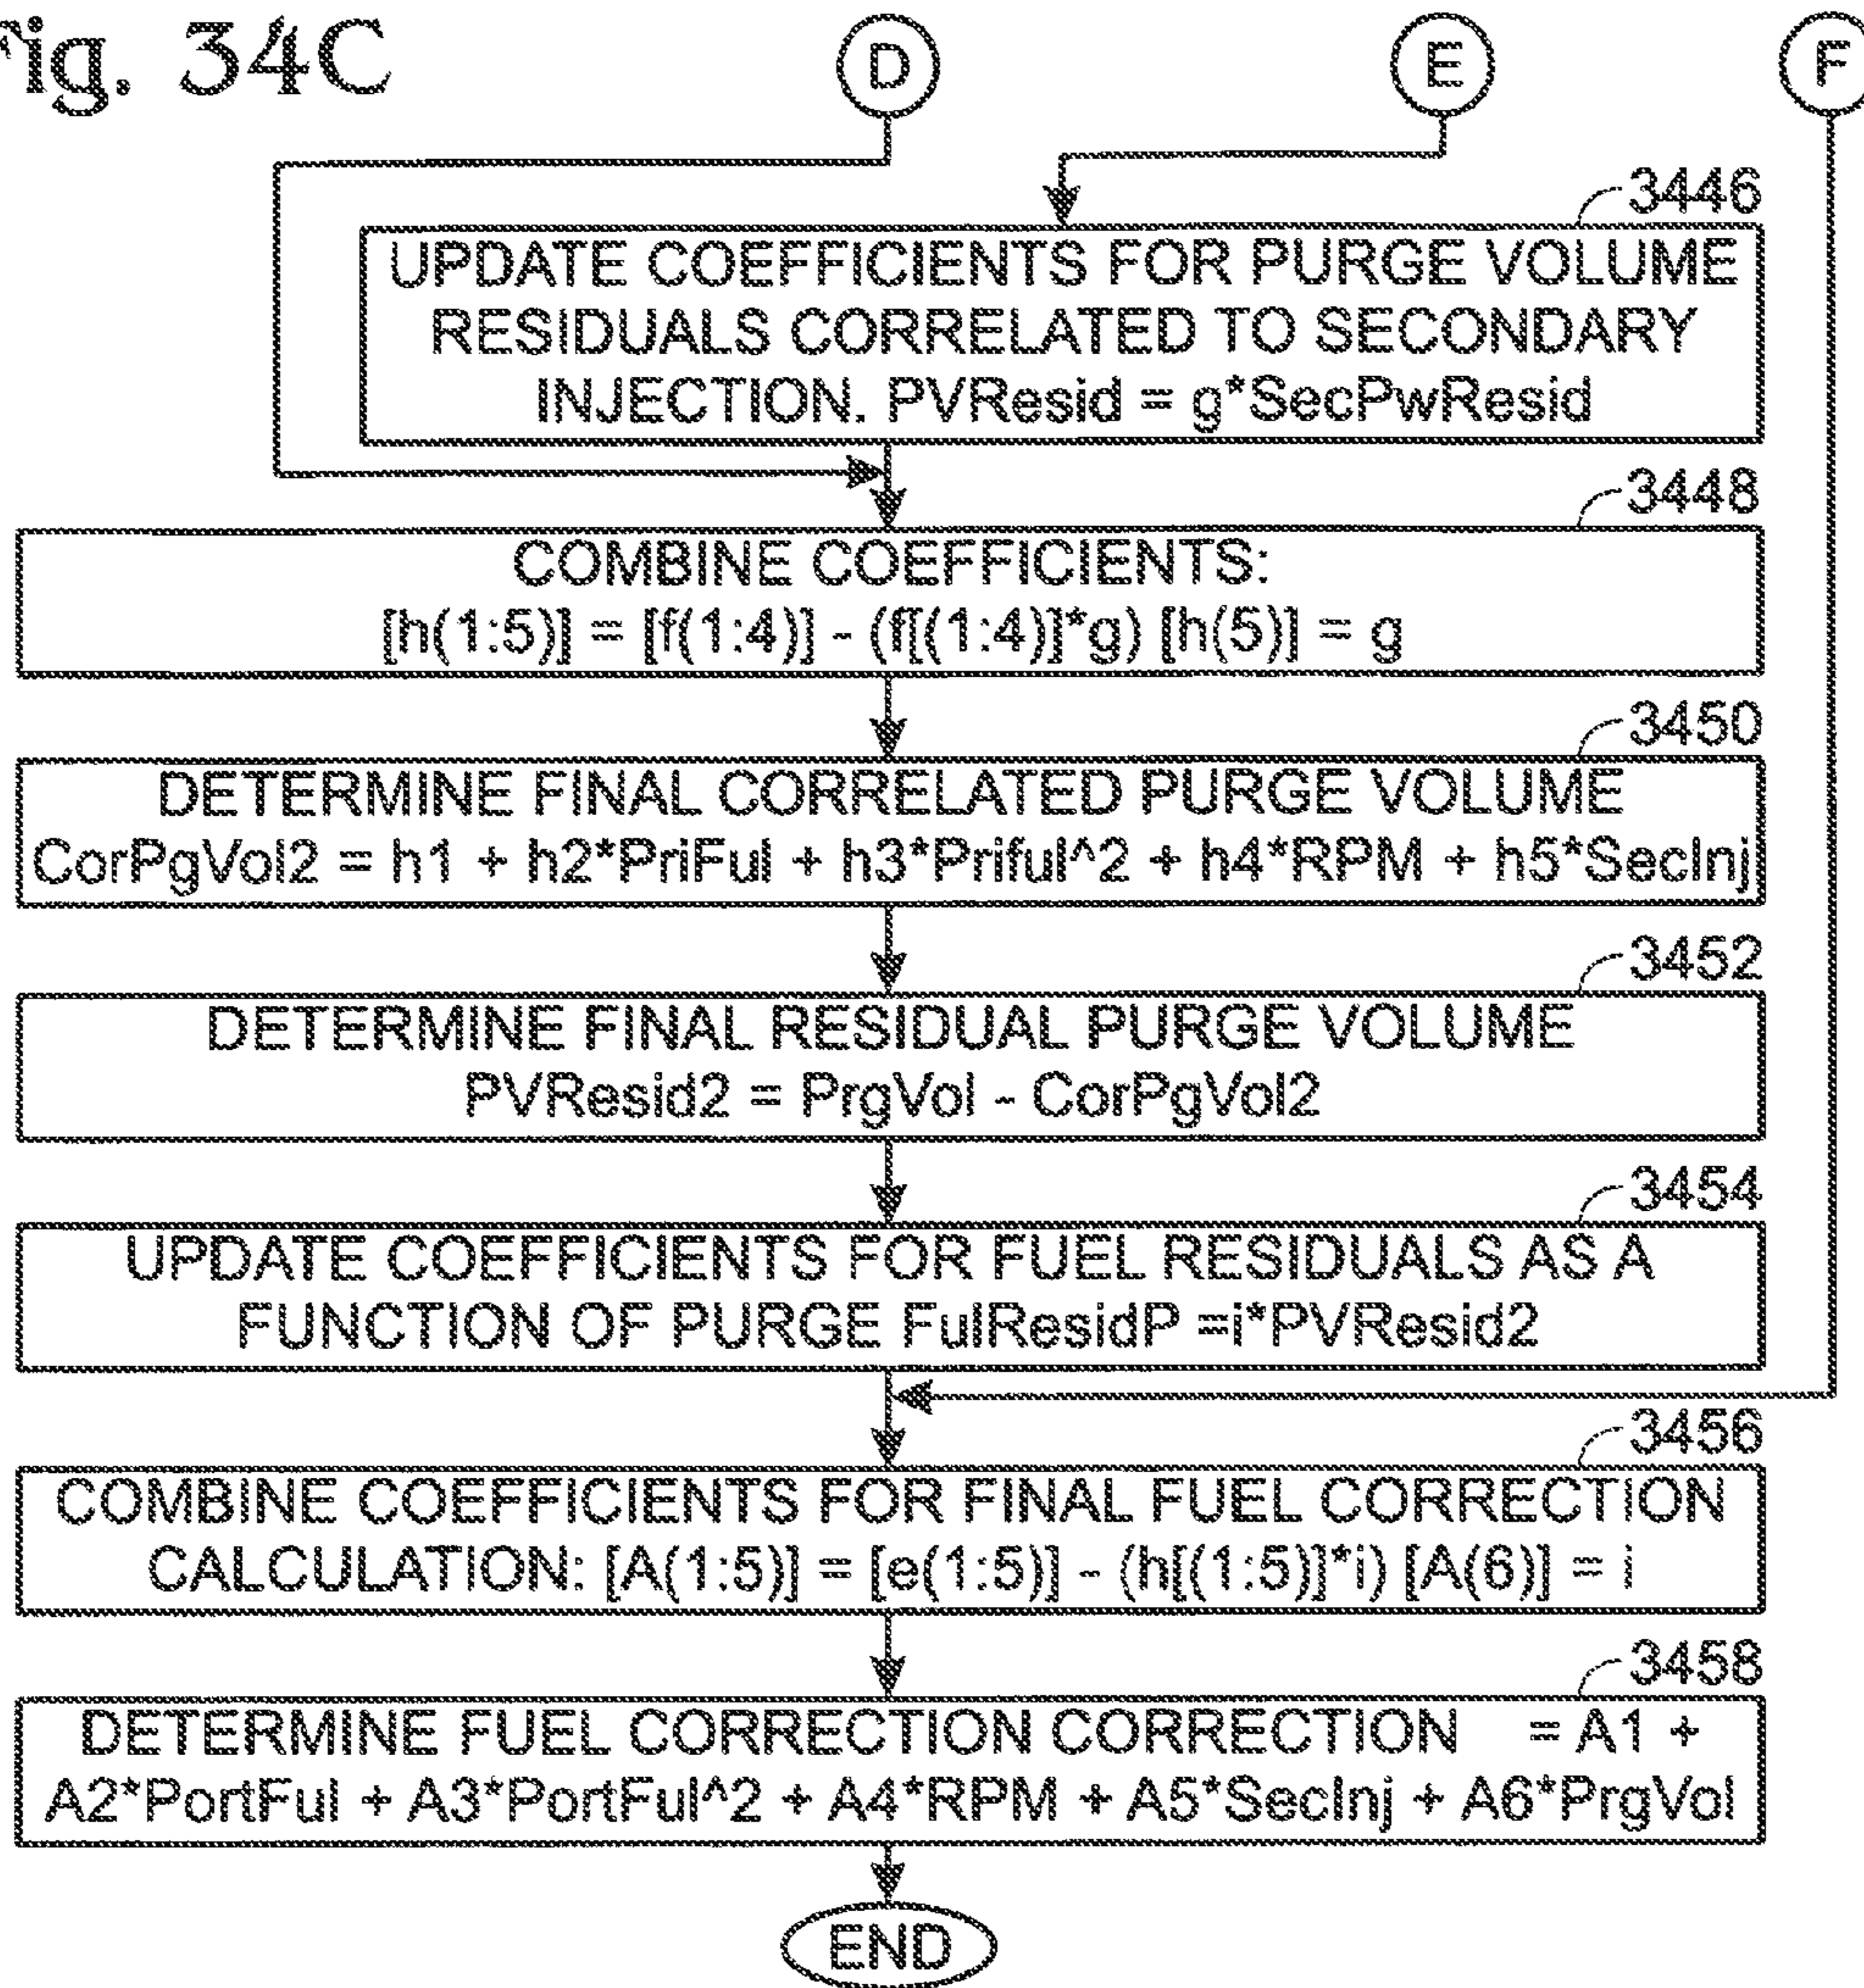 Fig. 34C
D
E
F
3446
UPDATE COEFFICIENTS FOR PURGE VOLUME
RESIDUALS CORRELATED TO SECONDARY
INJECTION. PVResid = g*SecPwResid
3448
COMBINE COEFFICIENTS:
[h(1:5)] = [f(1:4)] - (f[(1:4)]*g) [h(5)] = g
3450
DETERMINE FINAL CORRELATED PURGE VOLUME
CorPgVol2 = h1 + h2*PriFul + h3*Priful^2 + h4*RPM + h5*SecInj
3452
DETERMINE FINAL RESIDUAL PURGE VOLUME
PVResid2 = PrgVol - CorPgVol2
3454
UPDATE COEFFICIENTS FOR FUEL RESIDUALS AS A
FUNCTION OF PURGE FulResidP =i*PVResid2
3456
COMBINE COEFFICIENTS FOR FINAL FUEL CORRECTION
CALCULATION: [A(1:5)] = [e(1:5)] - (h[(1:5)]*i) [A(6)] = i
3458
DETERMINE FUEL CORRECTION CORRECTION = A1 +
A2*PortFul + A3*PortFul^2 + A4*RPM + A5*SecInj + A6*PrgVol
END